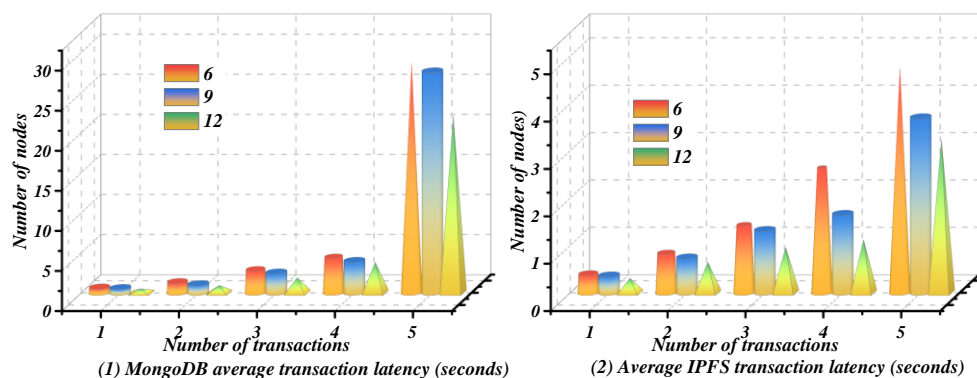 Number of nodes
30
25
20
15
10
5
0
6
9
12
1 2 3 4 5
Number of transactions
(1) MongoDB average transaction latency (seconds)
Number of nodes)
5
4
3
2
1
0
6
9
12
1 2 3 4 5
Number of transactions
(2) Average IPFS transaction latency (seconds)